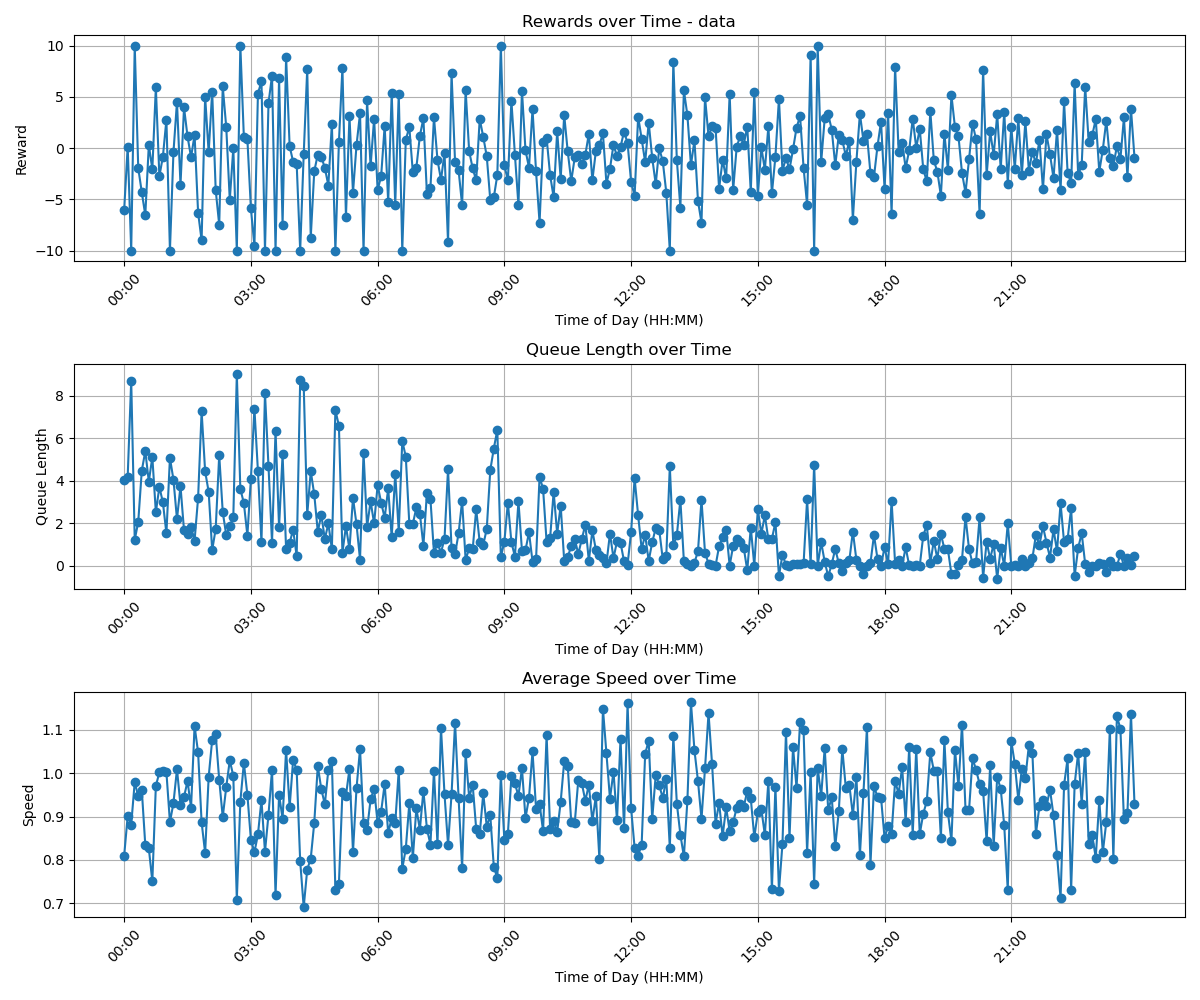 Rewards over Time - data
Reward
10
5
0
−5
−10
00:00 03:00 06:00 09:00 12:00 15:00 18:00 21:00
Time of Day (HH:MM)
Queue Length over Time
Queue Length
8
6
4
2
0
00:00 03:00 06:00 09:00 12:00 15:00 18:00 21:00
Time of Day (HH:MM)
Average Speed over Time
Speed
1.1
1.0
0.9
0.8
0.7
00:00 03:00 06:00 09:00 12:00 15:00 18:00 21:00
Time of Day (HH:MM)